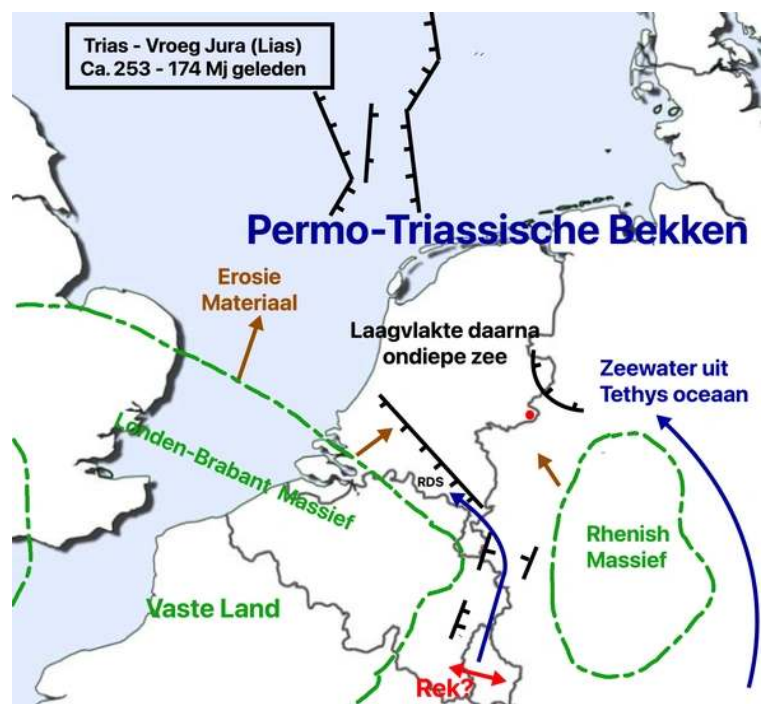 Trias - Vroeg Jura (Lias)
Ca. 253 - 174 Mj geleden
Permo-Triassische Bekken
Erosie
Materiaal
Laagvlakte daarna
ondiepe zee
Zeewater uit
Tethys oceaan
Londen-Brabant Massief
RDS
Rhenish
Massief
Vaste Land
Rek?